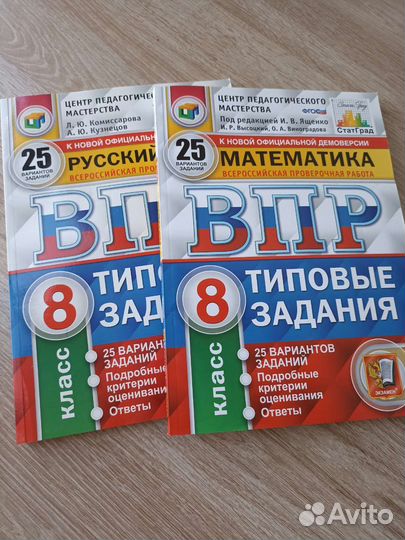 ЦЕНТР ПЕДАГОГИЧЕСКОГО
МАСТЕРСТВА
Л. Ю. Комиссарова
А. Ю. Кузнецов
К НОВОЙ ОФИЦИАЛЬНОЙ
25
ВАРИАНТОВ
ЗАДАНИЙ
РУССКИЙ
ВСЕРОССИЙСКАЯ ПРО
ВПР
8
класс
ТИПОВЫЕ
ЗАДА
25 ВАРИАНТОВ
ЗАДАНИЙ
Подробные
критерии
оценивания
Ответы
ЦЕНТР ПЕДАГОГИЧЕСКОГО
МАСТЕРСТВА
Под редакцией И. В. Ященко
И. Р. Высоцкий, О. А. Виноградова
ФГОС
СтатГрад
К НОВОЙ ОФИЦИАЛЬНОЙ ДЕМОВЕРСИИ
25
ВАРИАНТОВ
ЗАДАНИЙ
МАТЕМАТИКА
ВСЕРОССИЙСКАЯ ПРОВЕРОЧНАЯ РАБОТА
ВПР
8
класс
ТИПОВЫЕ
ЗАДАНИЯ
25 ВАРИАНТОВ
ЗАДАНИЙ
Подробные
критерии
оценивания
Ответы
ЭКЗАМЕН
Avito